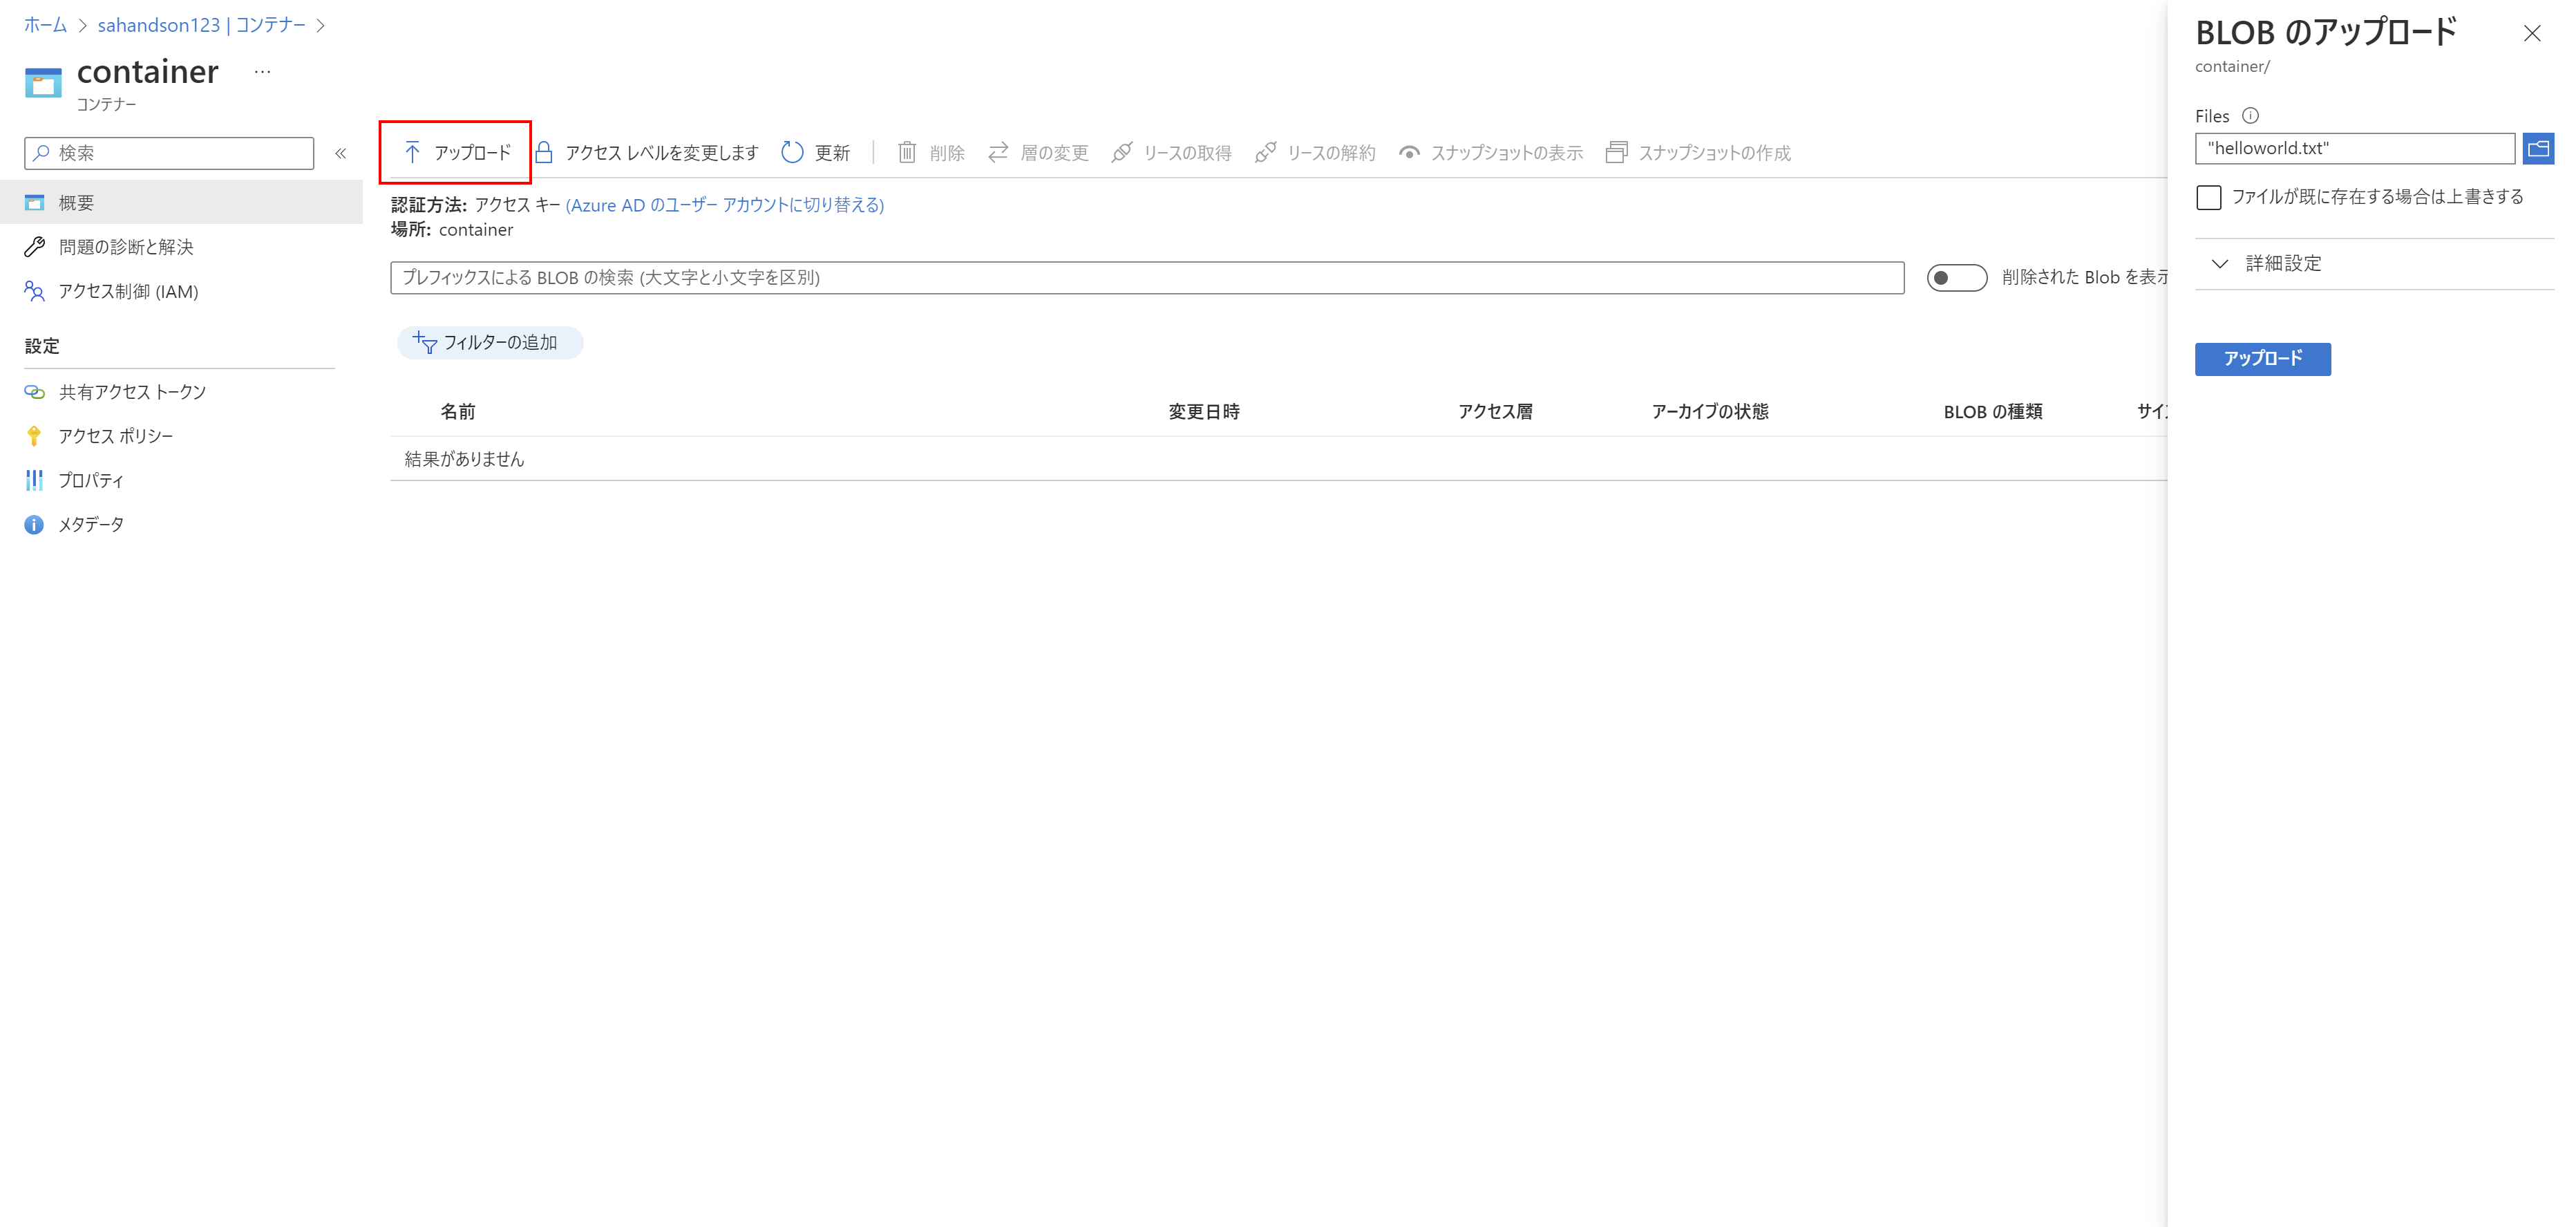 ホーム > sahandson123 | コンテナー >
container ...
コンテナー
検索 «
概要
問題の診断と解決
アクセス制御 (IAM)
設定
共有アクセス トークン
アクセス ポリシー
プロパティ
メタデータ
アップロード アクセス レベルを変更します 更新 削除 層の変更 リースの取得 リースの解約 スナップショットの表示 スナップショットの作成
認証方法: アクセス キー (Azure AD のユーザー アカウントに切り替える)
場所: container
プレフィックスによる BLOB の検索 (大文字と小文字を区別) 削除された Blob を表示
フィルターの追加
名前 変更日時 アクセス層 アーカイブの状態 BLOB の種類 サイ
結果がありません
BLOB のアップロード
container/
Files
"helloworld.txt"
ファイルが既に存在する場合は上書きする
詳細設定
アップロード